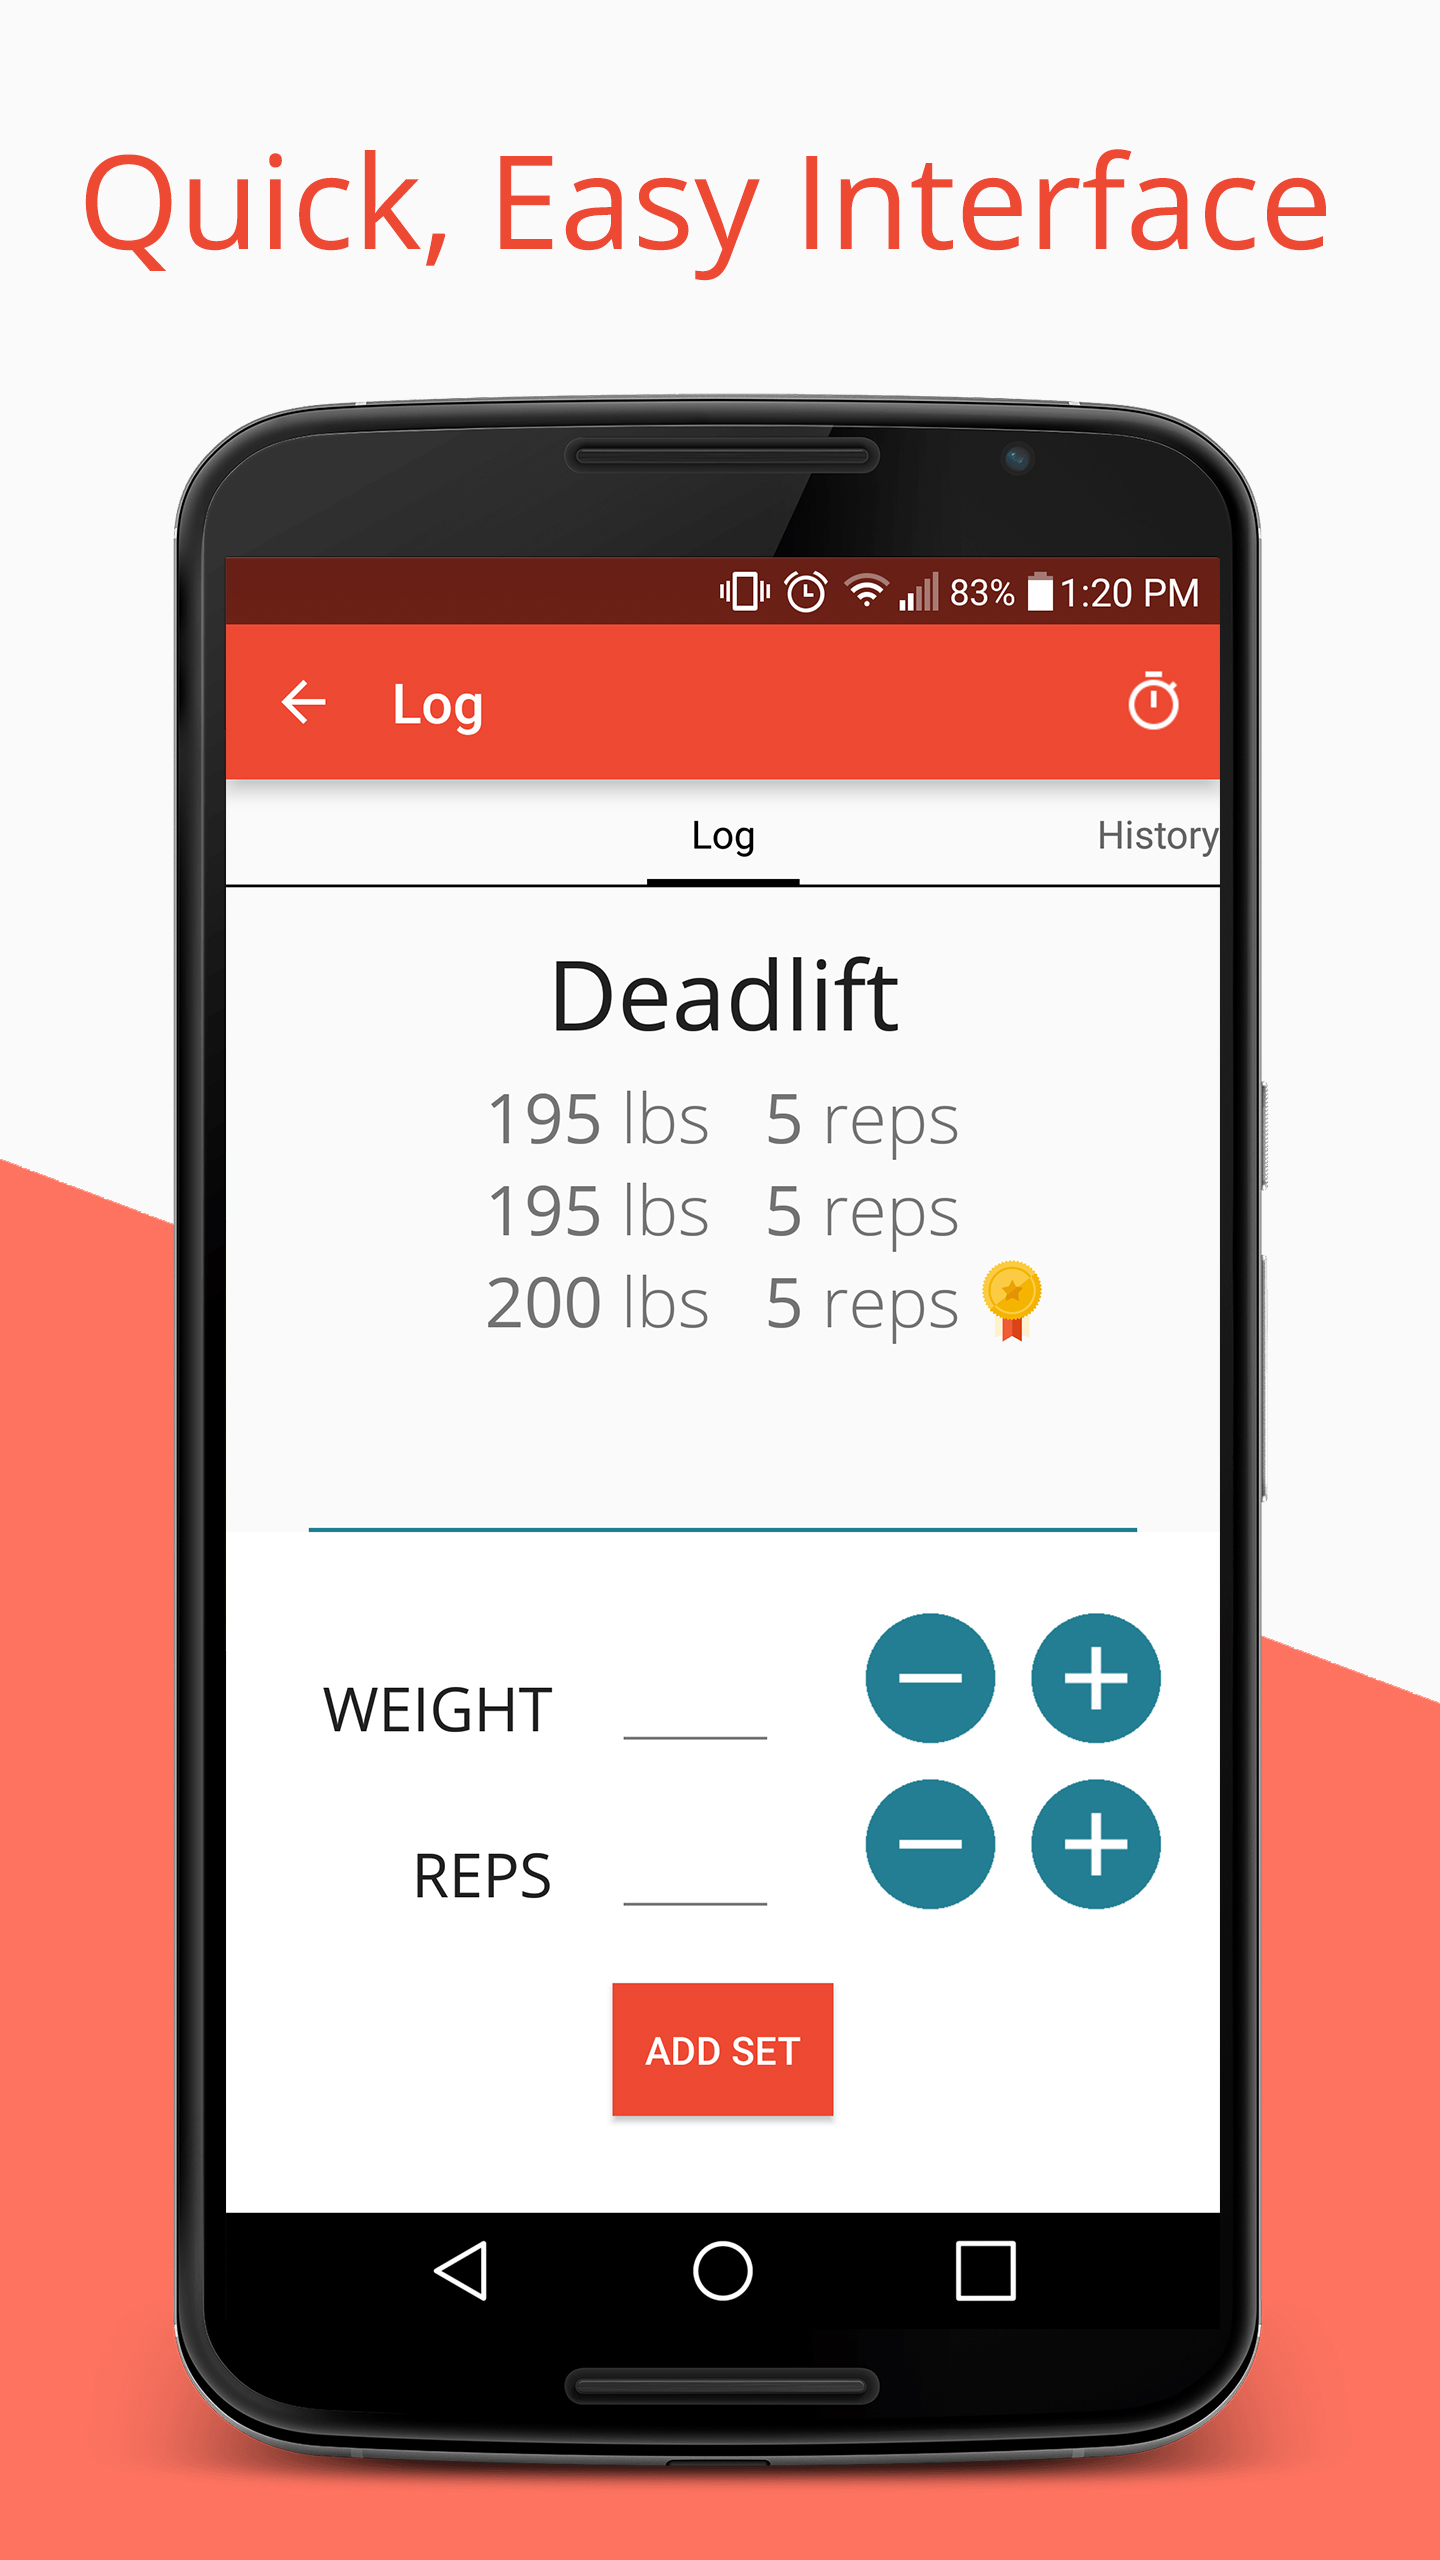 Quick, Easy Interface
83% 1:20 PM
Log
Log History
Deadlift
195 lbs 5 reps
195 lbs 5 reps
200 lbs 5 reps
WEIGHT
REPS
ADD SET